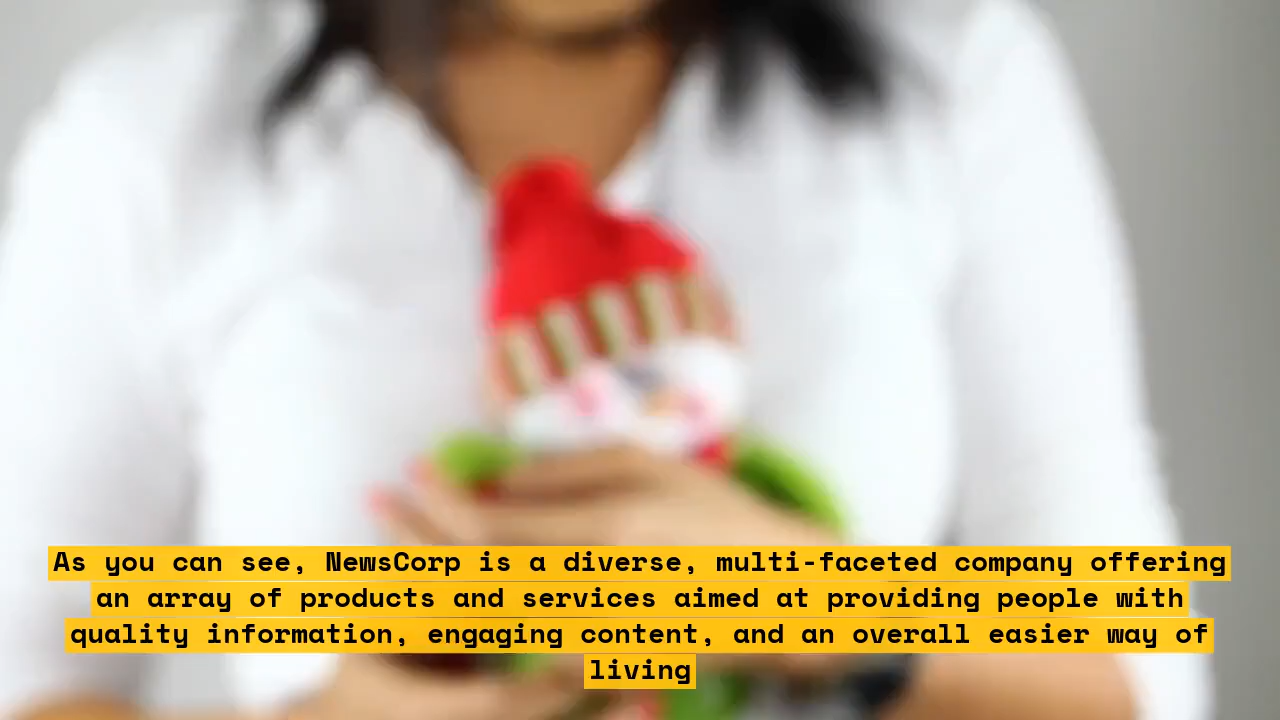 As you can see, NewsCorp is a diverse, multi-faceted company offering
an array of products and services aimed at providing people with
quality information, engaging content, and an overall easier way of
living